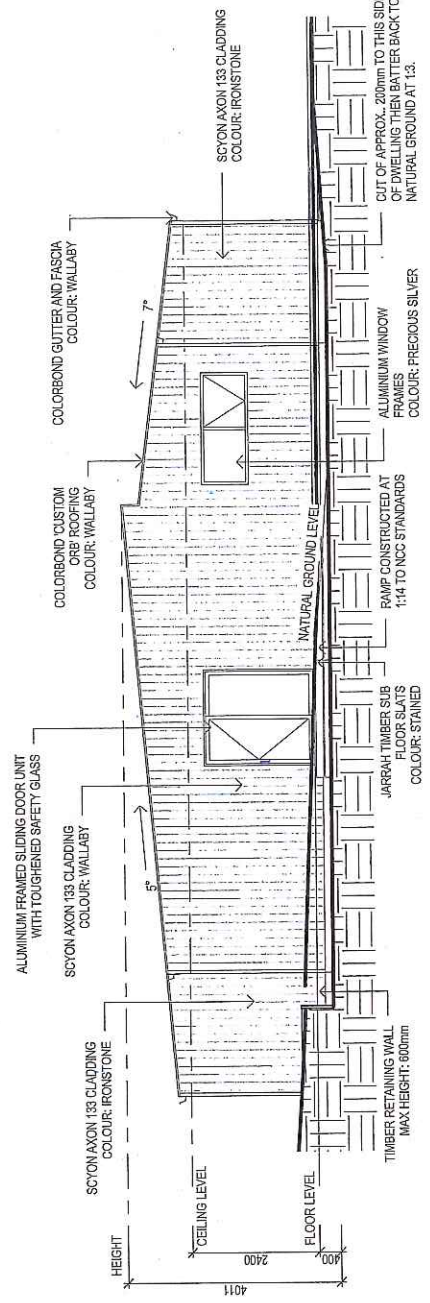 ALUMINIUM FRAMED SLIDING DOOR UNIT
WITH TOUGHENED SAFETY GLASS
SCYON AXON 133 CLADDING
COLOUR: WALLABY
SCYON AXON 133 CLADDING
COLOUR: IRONSTONE
COLORBOND 'CUSTOM
ORB' ROOFING
COLOUR: WALLABY
COLORBOND GUTTER AND FASCIA
COLOUR: WALLABY
SCYON AXON 133 CLADDING
COLOUR: IRONSTONE
5°
7°
HEIGHT
CEILING LEVEL
FLOOR LEVEL
4011
2400
400
NATURAL GROUND LEVEL
TIMBER RETAINING WALL
MAX HEIGHT: 600mm
JARRAH TIMBER SUB
FLOOR SLATS
COLOUR: STAINED
RAMP CONSTRUCTED AT
1:14 TO NCC STANDARDS
ALUMINIUM WINDOW
FRAMES
COLOUR: PRECIOUS SILVER
CUT OF APPROX.. 200mm TO THIS SID
OF DWELLING THEN BATTER BACK TO
NATURAL GROUND AT 1:3.